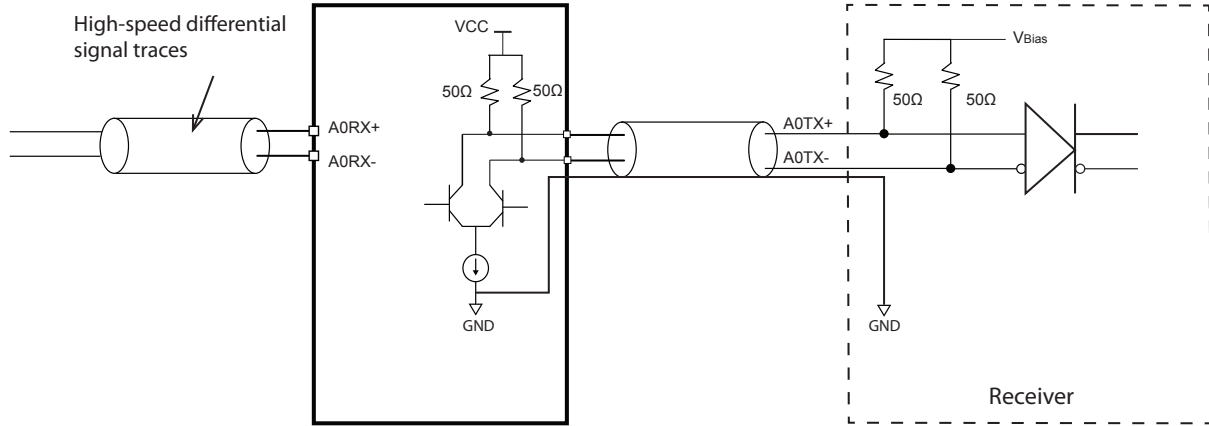 High-speed differential
signal traces
VCC
VBias
50Ω
50Ω
50Ω
50Ω
A0RX+
A0TX+
A0RX-
A0TX-
GND
GND
Receiver